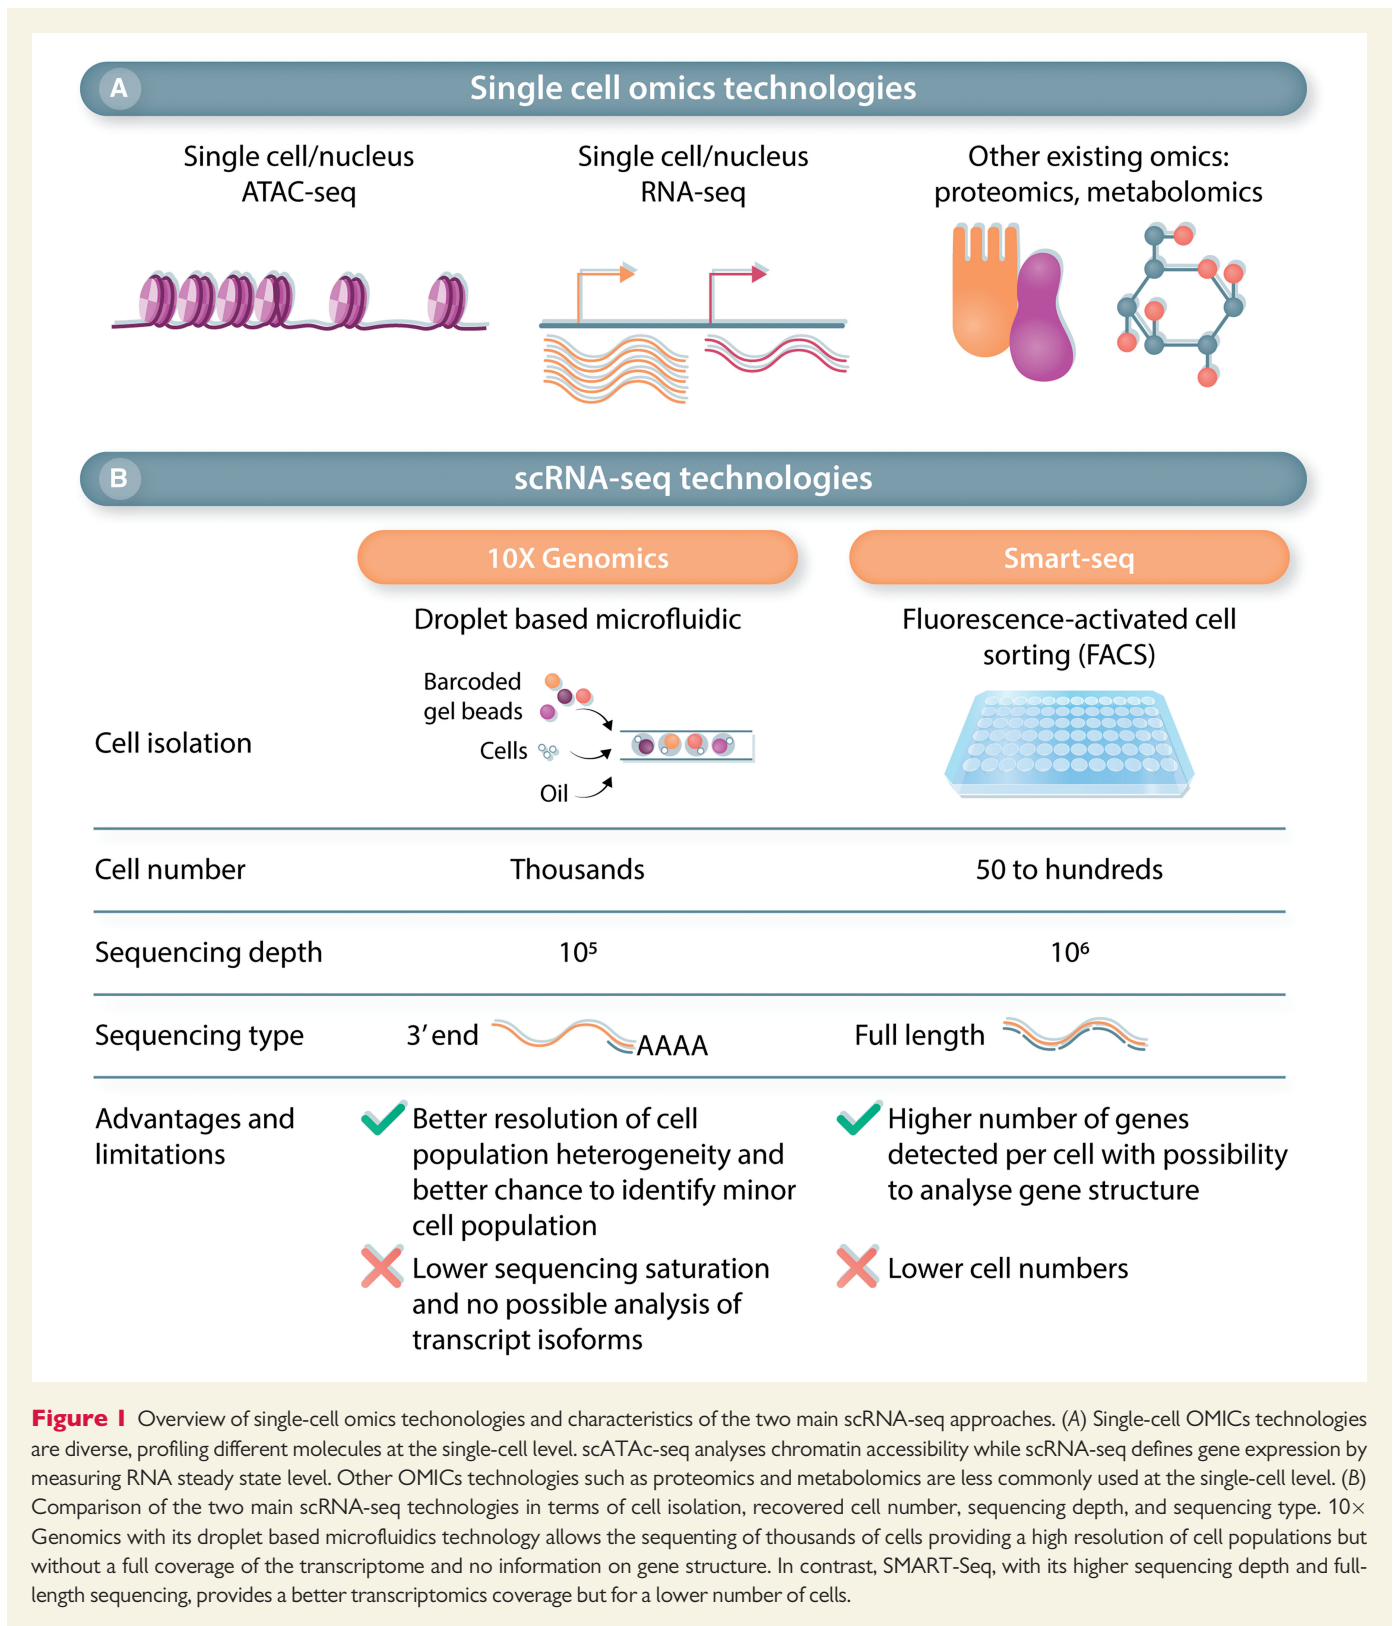 A
Single cell omics technologies
Single cell/nucleus
ATAC-seq
Single cell/nucleus
RNA-seq
Other existing omics:
proteomics, metabolomics
B
scRNA-seq technologies
10X Genomics
Smart-seq
Cell isolation
Droplet based microfluidic
Barcoded
gel beads
Cells
Oil
Fluorescence-activated cell
sorting (FACS)
Cell number
Thousands
50 to hundreds
Sequencing depth
10⁵
10⁶
Sequencing type
3′ end
AAAA
Full length
Advantages and
limitations
Better resolution of cell
population heterogeneity and
better chance to identify minor
cell population
Lower sequencing saturation
and no possible analysis of
transcript isoforms
Higher number of genes
detected per cell with possibility
to analyse gene structure
Lower cell numbers
Figure 1 Overview of single-cell omics techonologies and characteristics of the two main scRNA-seq approaches. (A) Single-cell OMICs technologies
are diverse, profiling different molecules at the single-cell level. scATAc-seq analyses chromatin accessibility while scRNA-seq defines gene expression by
measuring RNA steady state level. Other OMICs technologies such as proteomics and metabolomics are less commonly used at the single-cell level. (B)
Comparison of the two main scRNA-seq technologies in terms of cell isolation, recovered cell number, sequencing depth, and sequencing type. 10×
Genomics with its droplet based microfluidics technology allows the sequenting of thousands of cells providing a high resolution of cell populations but
without a full coverage of the transcriptome and no information on gene structure. In contrast, SMART-Seq, with its higher sequencing depth and full-
length sequencing, provides a better transcriptomics coverage but for a lower number of cells.